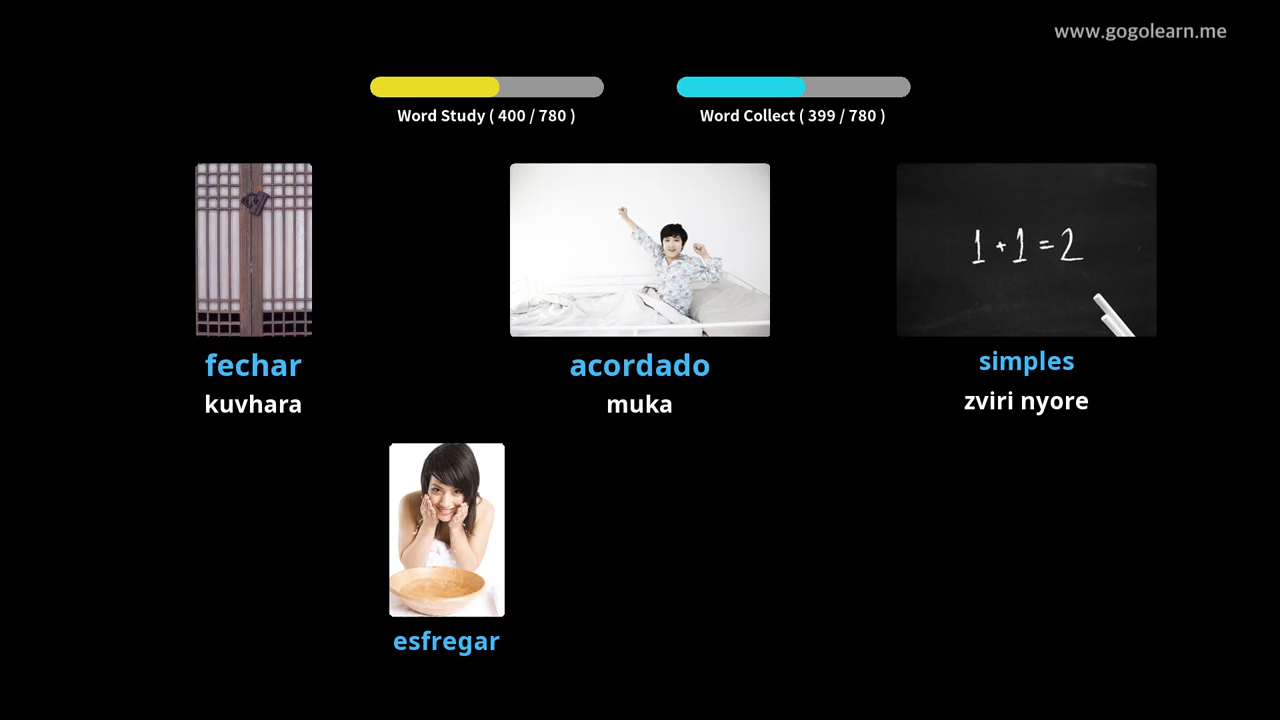 www.gogolearn.me
Word Study ( 400 / 780 )
Word Collect ( 399 / 780 )
1 + 1 = 2
fechar
acordado
simples
kuvhara
muka
zviri nyore
esfregar